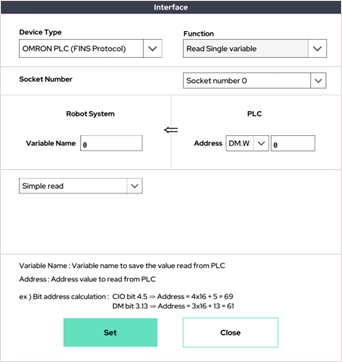 Interface
Device Type
Function
OMRON PLC (FINS Protocol)
Read Single variable
Socket Number
Socket number 0
Robot System
PLC
Variable Name
0
⇐
Address
DM.W
0
Simple read
Variable Name : Variable name to save the value read from PLC
Address : Address value to read from PLC
ex ) Bit address calculation : CIO bit 4.5 ⇒ Address = 4x16 + 5 = 69
DM bit 3.13 ⇒ Address = 3x16 + 13 = 61
Set
Close